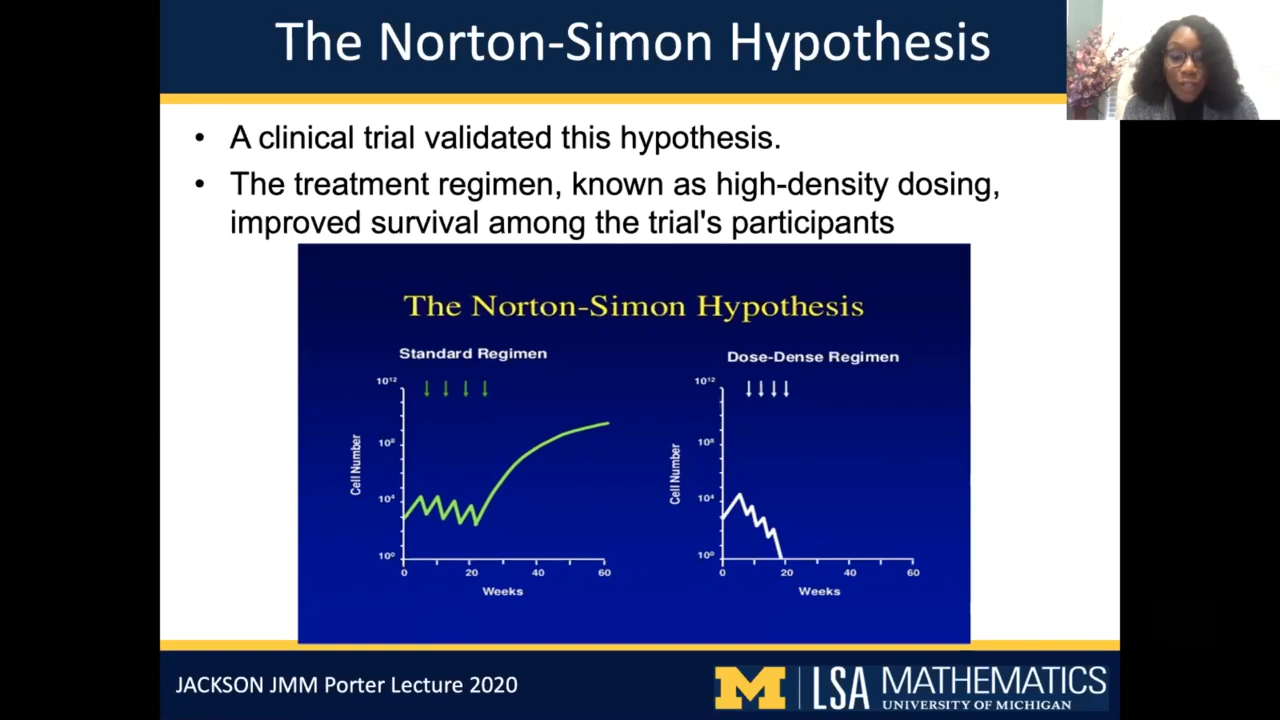 The Norton-Simon Hypothesis
• A clinical trial validated this hypothesis.
• The treatment regimen, known as high-density dosing,
improved survival among the trial's participants
The Norton-Simon Hypothesis
Standard Regimen
10¹²
10⁸
10⁴
10⁰
Cell Number
0 20 40 60
Weeks
Dose-Dense Regimen
10¹²
10⁸
10⁴
10⁰
Cell Number
0 20 40 60
Weeks
JACKSON JMM Porter Lecture 2020
M LSA MATHEMATICS
UNIVERSITY OF MICHIGAN